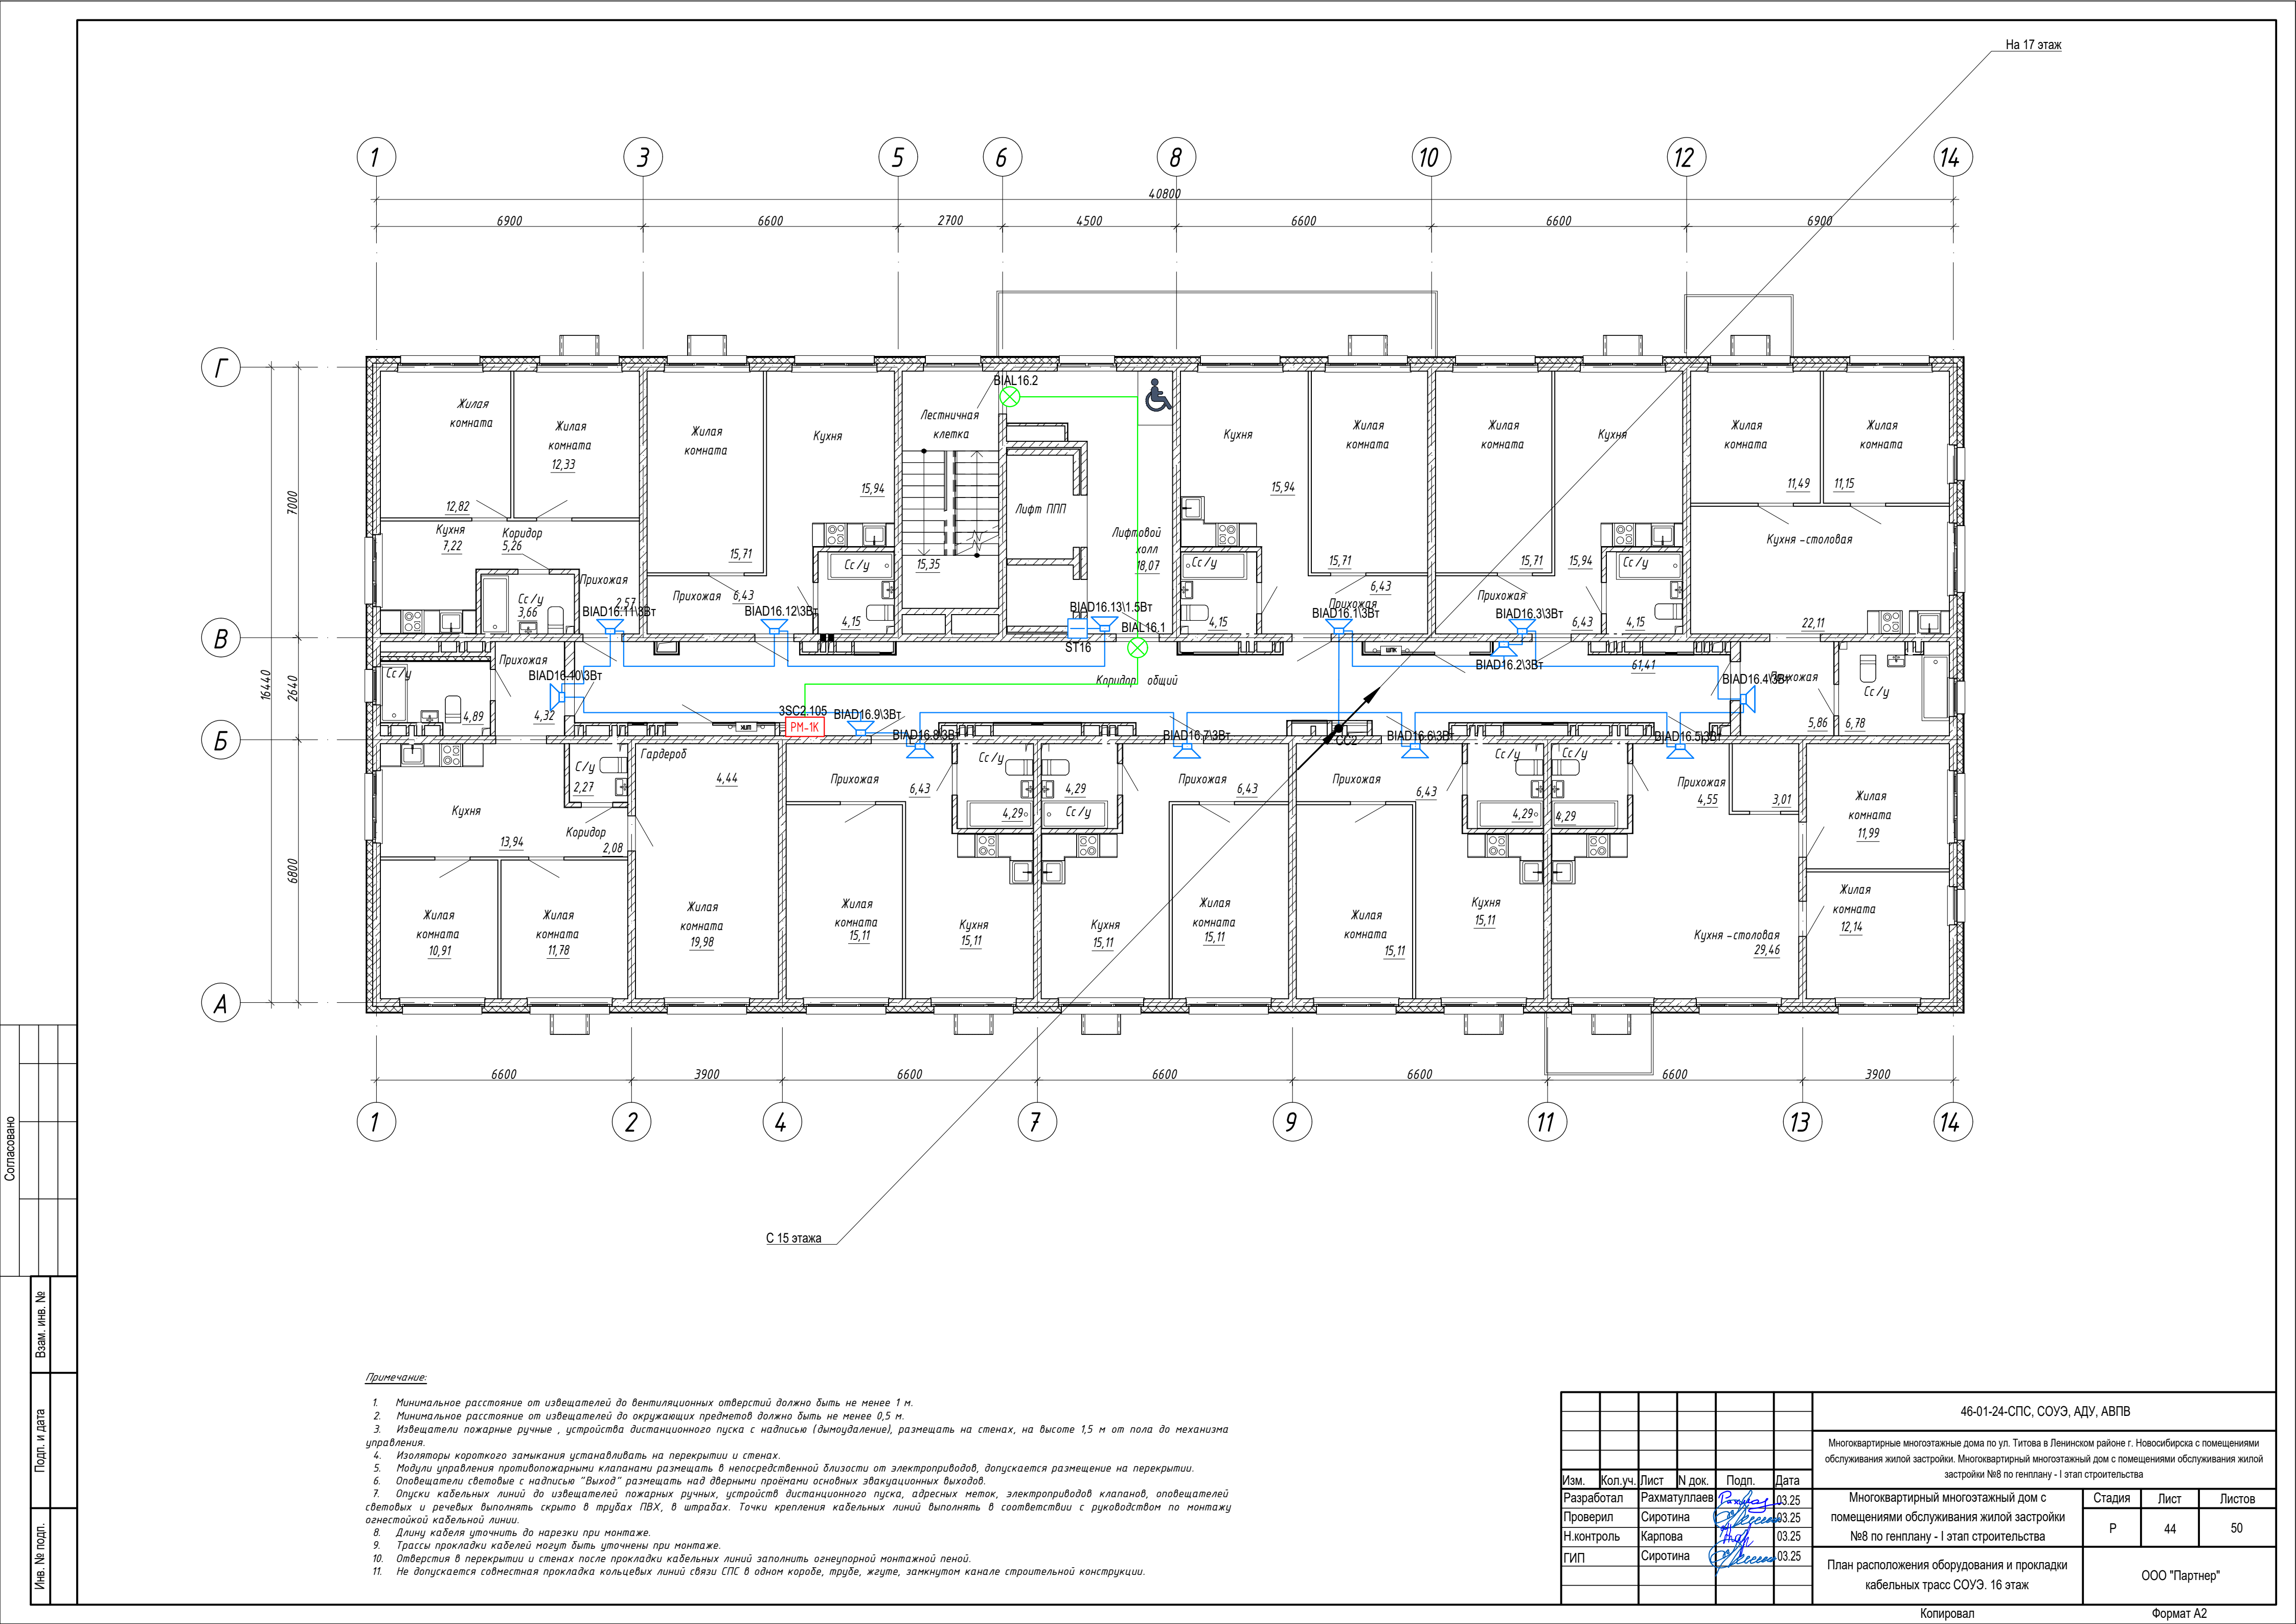 На 17 этаж
1
3
5
6
8
10
12
14
40800
6900
6600
2700
4500
6600
6600
6900
Г
В
Б
А
16440
7000
2640
6800
BIAL16.2
Жилая
комната
12,82
Жилая
комната
12,33
Жилая
комната
15,71
Кухня
15,94
Лестничная
клетка
15,35
Лифт ППП
Лифтовой
холл
18,07
Кухня
15,94
Жилая
комната
15,71
Жилая
комната
15,71
Кухня
15,94
Жилая
комната
11,49
Жилая
комната
11,15
Кухня-столовая
22,11
Кухня
7,22
Коридор
5,26
Сс/у
3,66
Прихожая
2,57
Прихожая
6,43
Сс/у
4,15
Сс/у
4,15
6,43
Прихожая
Прихожая
6,43
Сс/у
4,15
BIAD16.11\3Вт
BIAD16.12\3Вт
BIAD16.13\1.5Вт
BIAL16.1
ST16
BIAD16.1\3Вт
BIAD16.3\3Вт
ШПК
BIAD16.2\3Вт
61,41
BIAD16.4\3Вт
Прихожая
5,86
Сс/у
6,78
Сс/у
4,89
Прихожая
4,32
BIAD16.10\3Вт
Коридор общий
ШПК
3SC2.105
РМ-1К
BIAD16.9\3Вт
BIAD16.8\3Вт
BIAD16.7\3Вт
СС2
BIAD16.6\3Вт
BIAD16.5\3Вт
С/у
2,27
Гардероб
4,44
Кухня
13,94
Коридор
2,08
Прихожая
6,43
Сс/у
4,29
4,29
Сс/у
Прихожая
6,43
Прихожая
6,43
Сс/у
4,29
Сс/у
4,29
Прихожая
4,55
3,01
Жилая
комната
11,99
Жилая
комната
10,91
Жилая
комната
11,78
Жилая
комната
19,98
Жилая
комната
15,11
Кухня
15,11
Кухня
15,11
Жилая
комната
15,11
Жилая
комната
15,11
Кухня
15,11
Кухня-столовая
29,46
Жилая
комната
12,14
6600
3900
6600
6600
6600
6600
3900
1
2
4
7
9
11
13
14
С 15 этажа
Согласовано
Взам. инв. №
Подп. и дата
Инв. № подп.
Примечание:
1. Минимальное расстояние от извещателей до вентиляционных отверстий должно быть не менее 1 м.
2. Минимальное расстояние от извещателей до окружающих предметов должно быть не менее 0,5 м.
3. Извещатели пожарные ручные , устройства дистанционного пуска с надписью (дымоудаление), размещать на стенах, на высоте 1,5 м от пола до механизма
управления.
4. Изоляторы короткого замыкания устанавливать на перекрытии и стенах.
5. Модули управления противопожарными клапанами размещать в непосредственной близости от электроприводов, допускается размещение на перекрытии.
6. Оповещатели световые с надписью "Выход" размещать над дверными проёмами основных эвакуационных выходов.
7. Опуски кабельных линий до извещателей пожарных ручных, устройств дистанционного пуска, адресных меток, электроприводов клапанов, оповещателей
световых и речевых выполнять скрыто в трубах ПВХ, в штрабах. Точки крепления кабельных линий выполнять в соответствии с руководством по монтажу
огнестойкой кабельной линии.
8. Длину кабеля уточнить до нарезки при монтаже.
9. Трассы прокладки кабелей могут быть уточнены при монтаже.
10. Отверстия в перекрытии и стенах после прокладки кабельных линий заполнить огнеупорной монтажной пеной.
11. Не допускается совместная прокладка кольцевых линий связи СПС в одном коробе, трубе, жгуте, замкнутом канале строительной конструкции.
46-01-24-СПС, СОУЭ, АДУ, АВПВ
Многоквартирные многоэтажные дома по ул. Титова в Ленинском районе г. Новосибирска с помещениями
обслуживания жилой застройки. Многоквартирный многоэтажный дом с помещениями обслуживания жилой
застройки №8 по генплану - I этап строительства
Изм. Кол.уч. Лист N док. Подп. Дата
Разработал Рахматуллаев 03.25
Проверил Сиротина 03.25
Н.контроль Карпова 03.25
ГИП Сиротина 03.25
Многоквартирный многоэтажный дом с
помещениями обслуживания жилой застройки
№8 по генплану - I этап строительства
Стадия Лист Листов
Р 44 50
План расположения оборудования и прокладки
кабельных трасс СОУЭ. 16 этаж
ООО "Партнер"
Копировал Формат А2